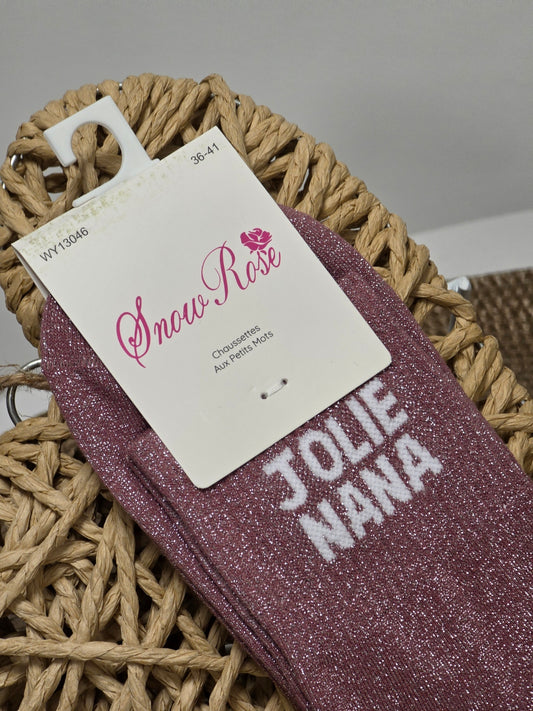 WY13046
36-41
Snow Rose
Chaussettes
Aux Petits Mots
JOLIE
NANA